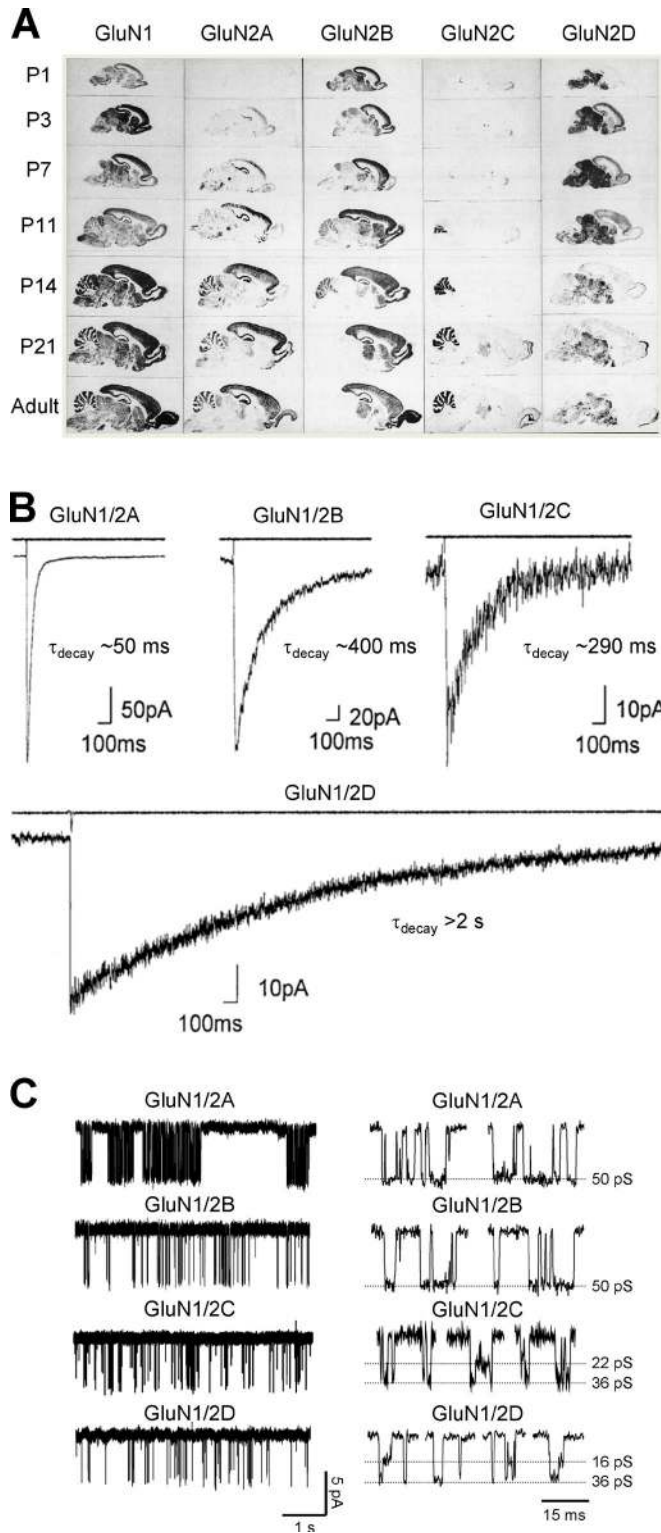 A
GluN1 GluN2A GluN2B GluN2C GluN2D
P1
P3
P7
P11
P14
P21
Adult
B
GluN1/2A GluN1/2B GluN1/2C
τdecay ~50 ms τdecay ~400 ms τdecay ~290 ms
50pA 20pA 10pA
100ms 100ms 100ms
GluN1/2D
τdecay >2 s
10pA
100ms
C
GluN1/2A GluN1/2A
50 pS
GluN1/2B GluN1/2B
50 pS
GluN1/2C GluN1/2C
22 pS
36 pS
GluN1/2D GluN1/2D
16 pS
36 pS
5 pA
1 s 15 ms